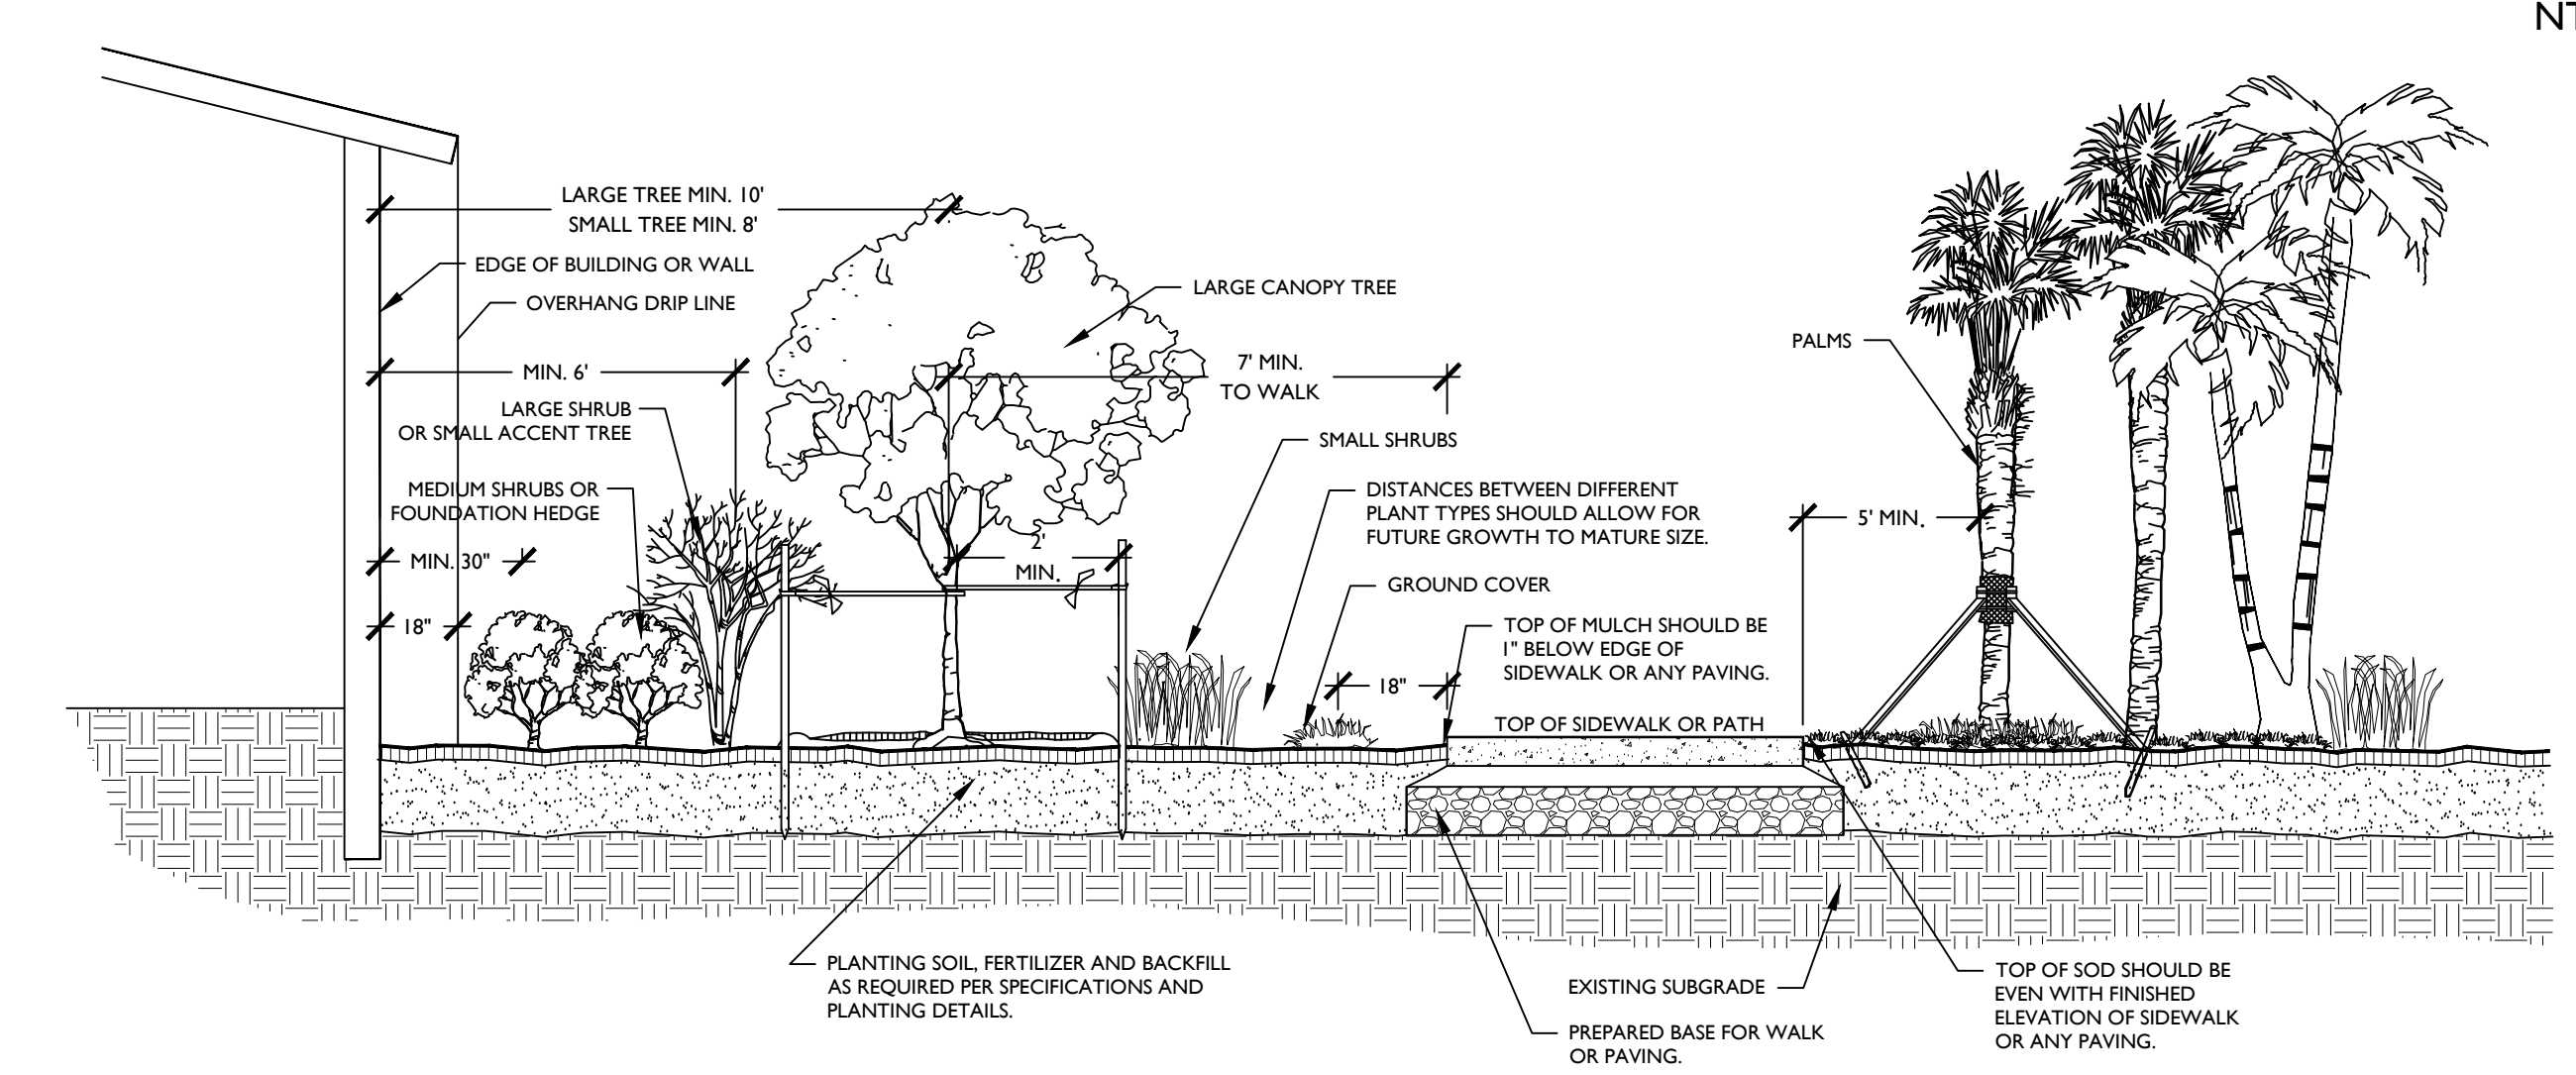 NT
LARGE TREE MIN. 10'
SMALL TREE MIN. 8'
EDGE OF BUILDING OR WALL
OVERHANG DRIP LINE
LARGE CANOPY TREE
MIN. 6'
7' MIN.
TO WALK
PALMS
LARGE SHRUB
OR SMALL ACCENT TREE
SMALL SHRUBS
MEDIUM SHRUBS OR
FOUNDATION HEDGE
DISTANCES BETWEEN DIFFERENT
PLANT TYPES SHOULD ALLOW FOR
FUTURE GROWTH TO MATURE SIZE.
5' MIN.
MIN. 30"
2'
MIN.
GROUND COVER
18"
TOP OF MULCH SHOULD BE
1" BELOW EDGE OF
SIDEWALK OR ANY PAVING.
18"
TOP OF SIDEWALK OR PATH
PLANTING SOIL, FERTILIZER AND BACKFILL
AS REQUIRED PER SPECIFICATIONS AND
PLANTING DETAILS.
EXISTING SUBGRADE
PREPARED BASE FOR WALK
OR PAVING.
TOP OF SOD SHOULD BE
EVEN WITH FINISHED
ELEVATION OF SIDEWALK
OR ANY PAVING.